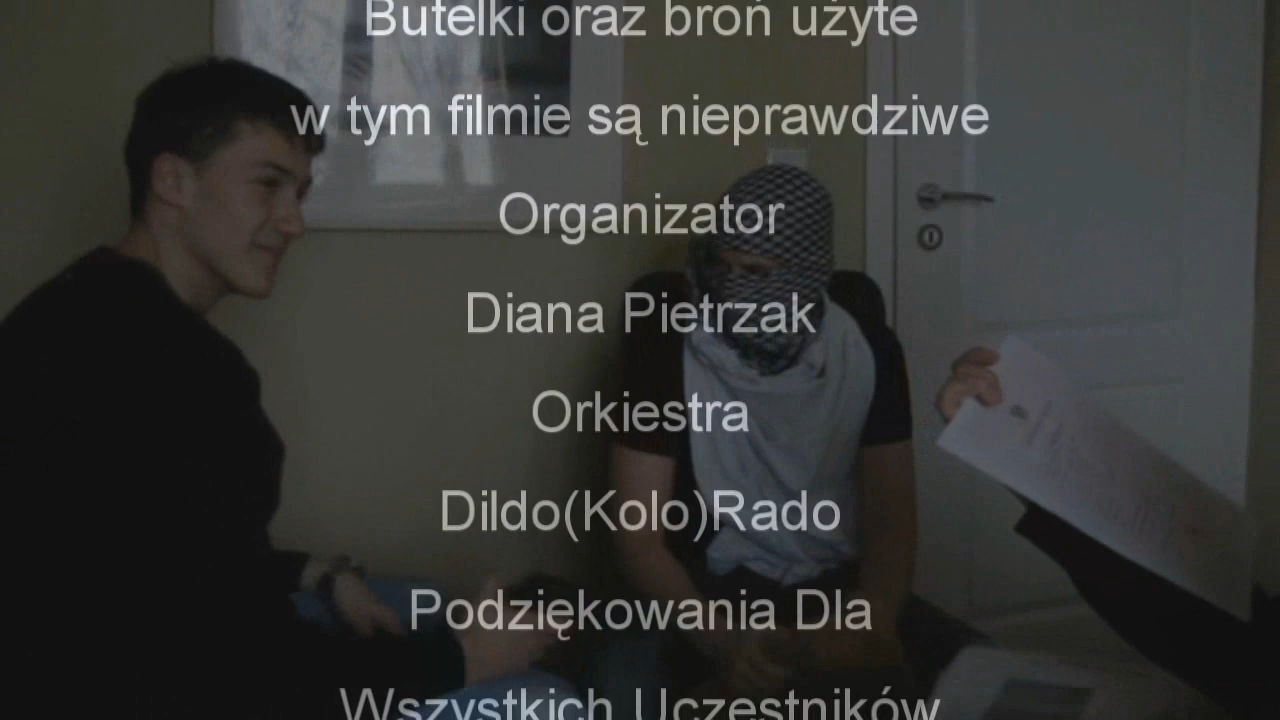 Butelki oraz broń użyte
w tym filmie są nieprawdziwe
Organizator
Diana Pietrzak
Orkiestra
Dildo(Kolo)Rado
Podziękowania Dla
Wszystkich Uczestników